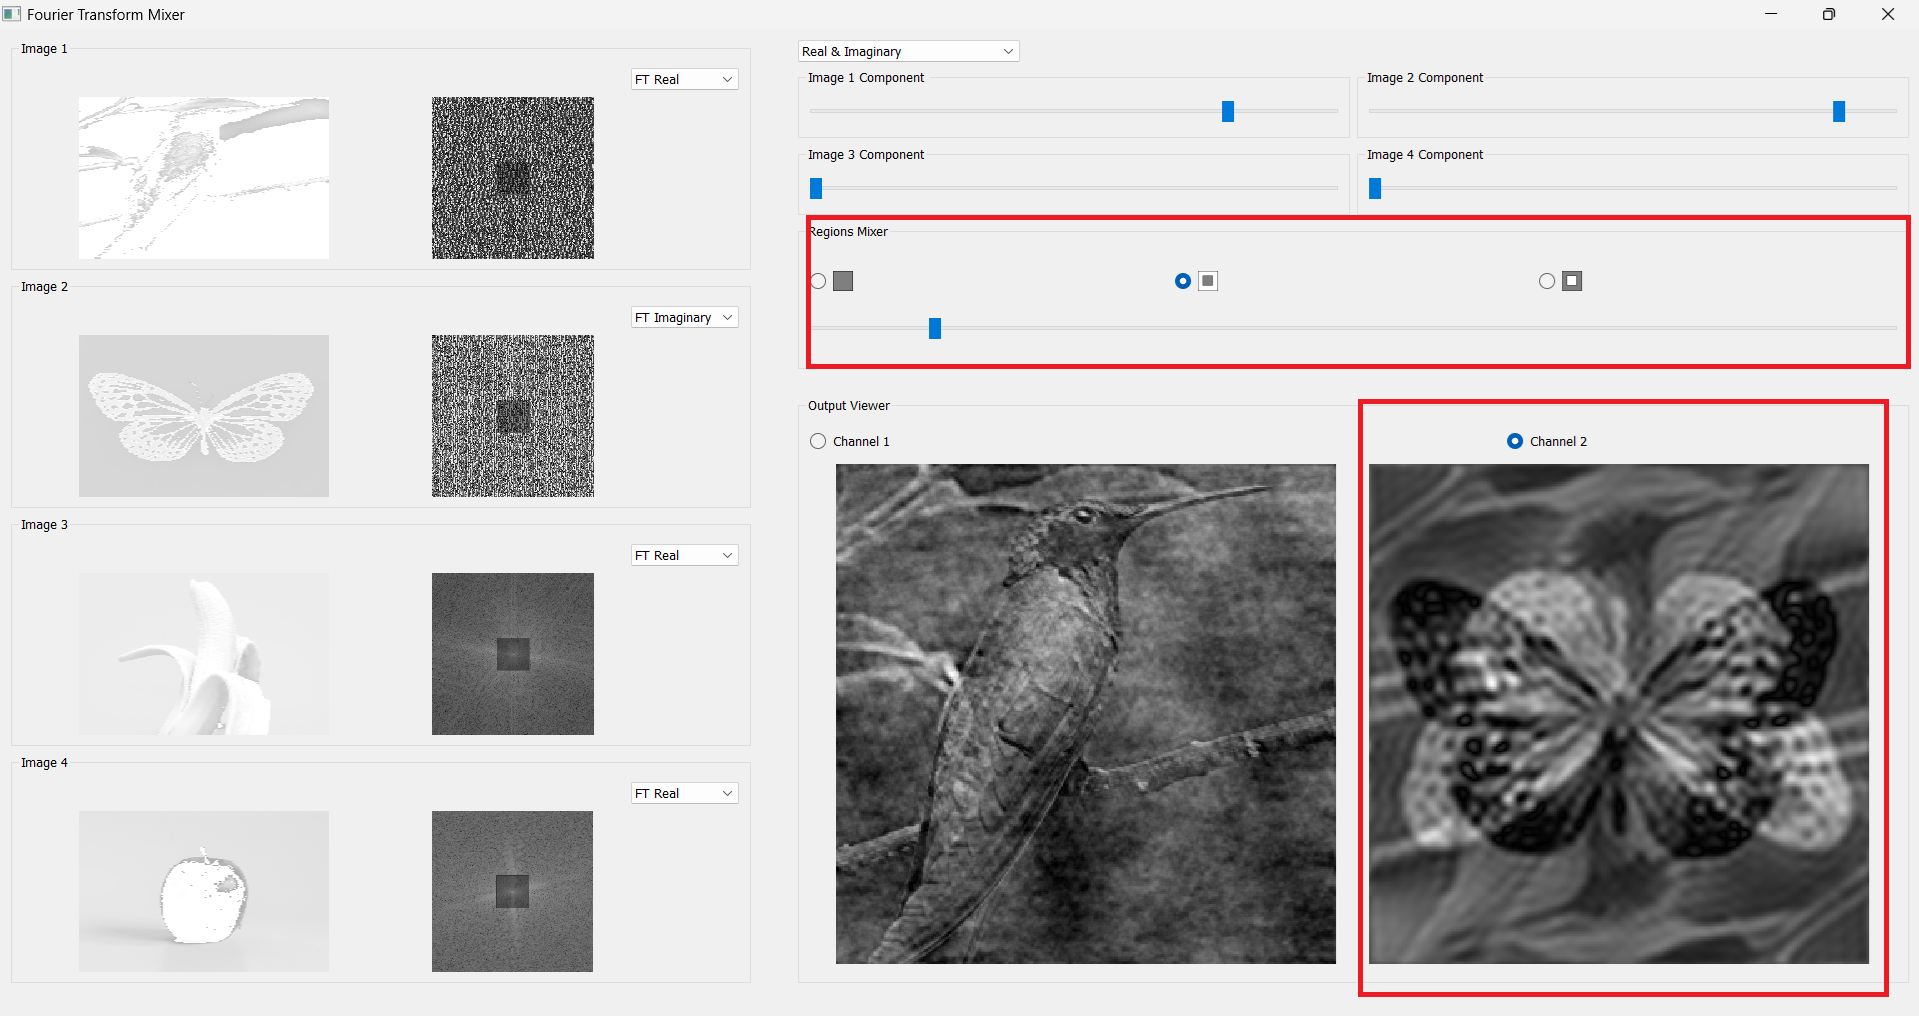 Fourier Transform Mixer
Image 1
FT Real
Image 2
FT Imaginary
Image 3
FT Real
Image 4
FT Real
Real & Imaginary
Image 1 Component
Image 2 Component
Image 3 Component
Image 4 Component
Regions Mixer
Output Viewer
Channel 1
Channel 2